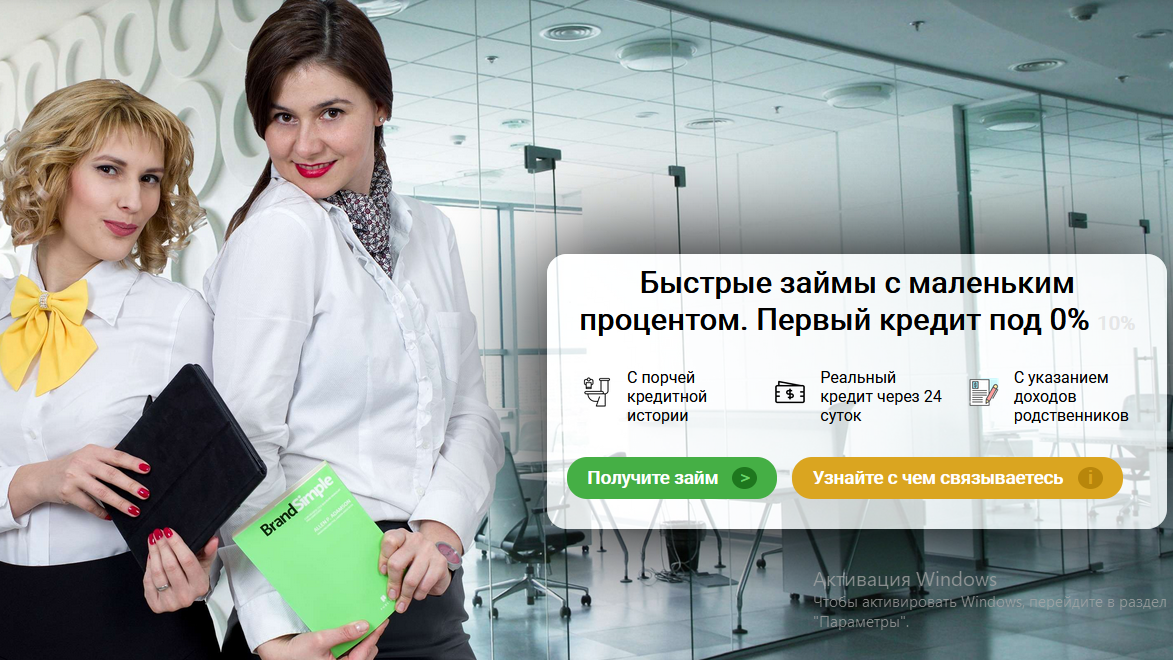 Быстрые займы с маленьким
процентом. Первый кредит под 0% 10%
С порчей
кредитной
истории
Реальный
кредит через 24
суток
С указанием
доходов
родственников
Получите займ >
Узнайте с чем связываетесь i
BrandSimple
Активация Windows
Чтобы активировать Windows, перейдите в раздел
"Параметры".